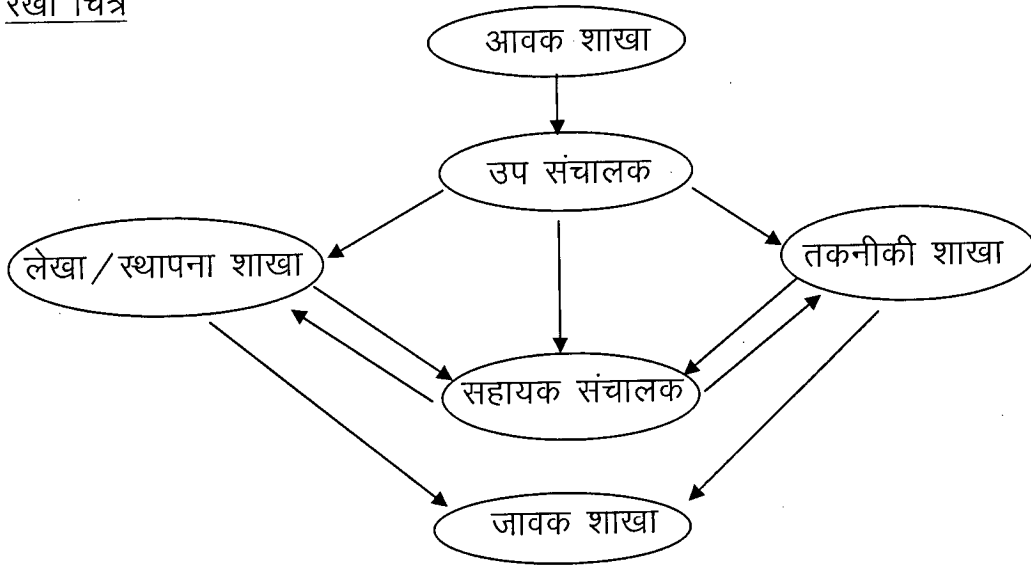 रेखा चित्र
आवक शाखा
उप संचालक
लेखा/स्थापना शाखा
तकनीकी शाखा
सहायक संचालक
जावक शाखा